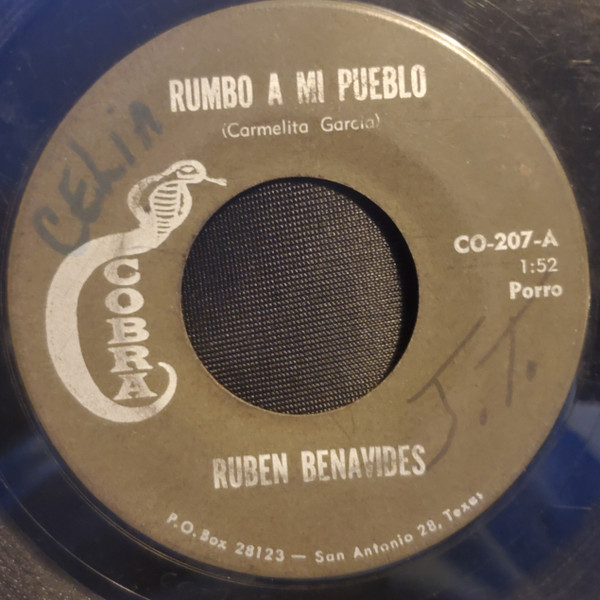 RUMBO A MI PUEBLO
(Carmelita Garcia)
CELIA
COBRA
CO-207-A
1:52
Porro
J.T.
RUBEN BENAVIDES
P.O. Box 28123 — San Antonio 28, Texas